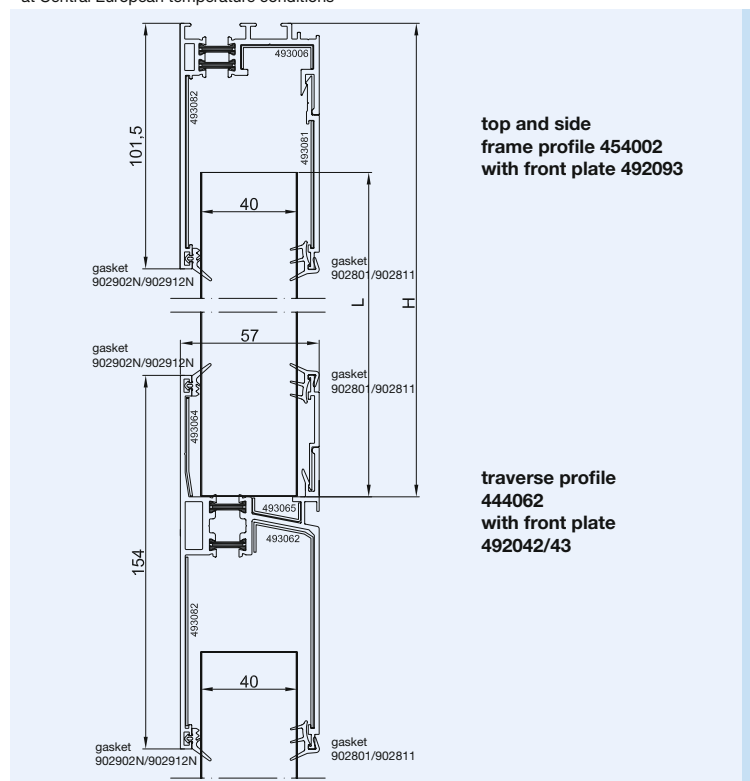 at Central European temperature conditions
493006
493082
493081
101,5
top and side
frame profile 454002
with front plate 492093
40
gasket
902902N/902912N
gasket
902801/902811
L
H
57
gasket
902902N/902912N
gasket
902801/902811
493064
traverse profile
444062
with front plate
492042/43
493065
493062
154
493082
40
gasket
902902N/902912N
gasket
902801/902811